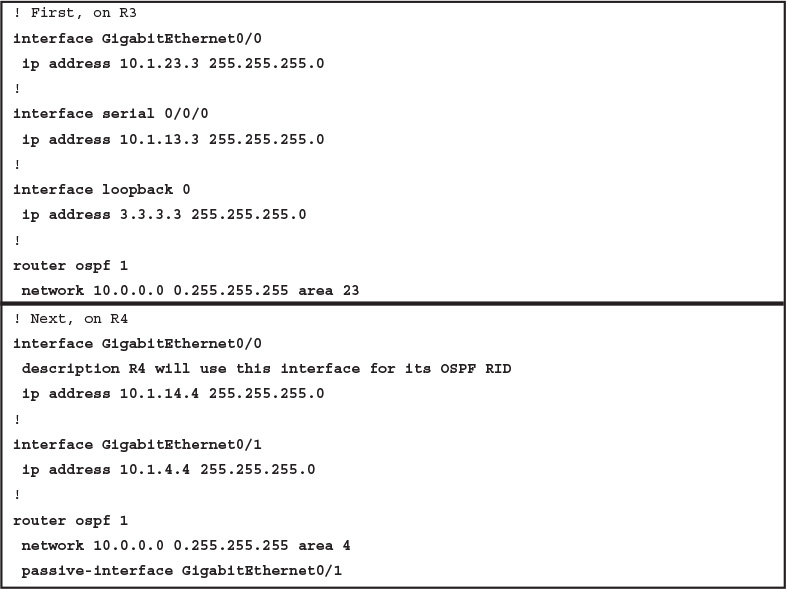 ! First, on R3
interface GigabitEthernet0/0
ip address 10.1.23.3 255.255.255.0
!
interface serial 0/0/0
ip address 10.1.13.3 255.255.255.0
!
interface loopback 0
ip address 3.3.3.3 255.255.255.0
!
router ospf 1
network 10.0.0.0 0.255.255.255 area 23
! Next, on R4
interface GigabitEthernet0/0
description R4 will use this interface for its OSPF RID
ip address 10.1.14.4 255.255.255.0
!
interface GigabitEthernet0/1
ip address 10.1.4.4 255.255.255.0
!
router ospf 1
network 10.0.0.0 0.255.255.255 area 4
passive-interface GigabitEthernet0/1